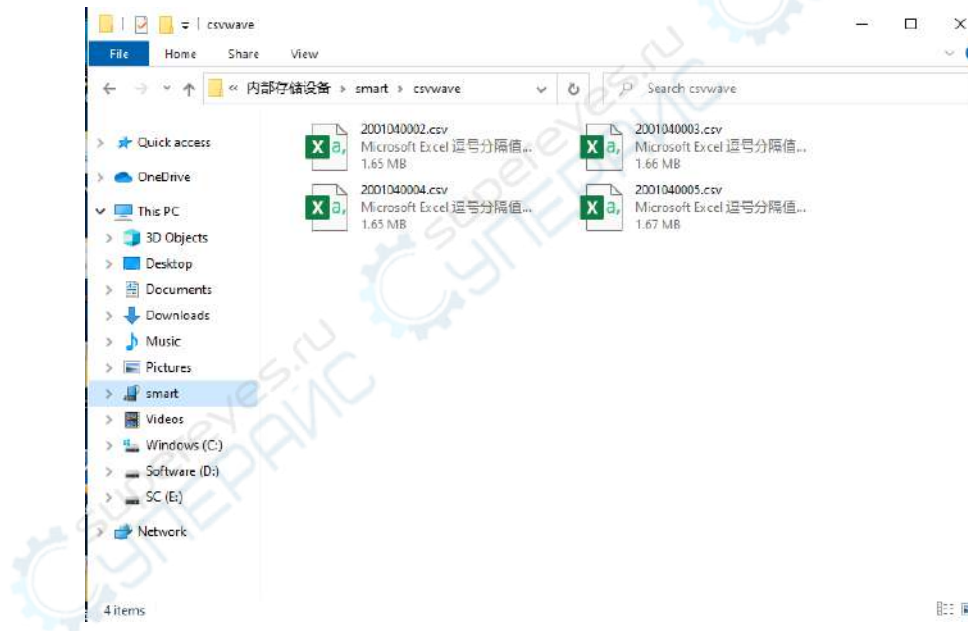 csvwave
File Home Share View
« 内部存储设备 › smart › csvwave
Search csvwave
Quick access
OneDrive
This PC
3D Objects
Desktop
Documents
Downloads
Music
Pictures
smart
Videos
Windows (C:)
Software (D:)
SC (E:)
Network
2001040002.csv
Microsoft Excel 逗号分隔值...
1.65 MB
2001040003.csv
Microsoft Excel 逗号分隔值...
1.66 MB
2001040004.csv
Microsoft Excel 逗号分隔值...
1.65 MB
2001040005.csv
Microsoft Excel 逗号分隔值...
1.67 MB
4 items
supereyes.ru
СУПЕРАЙС
supereyes.ru
СУПЕРАЙС